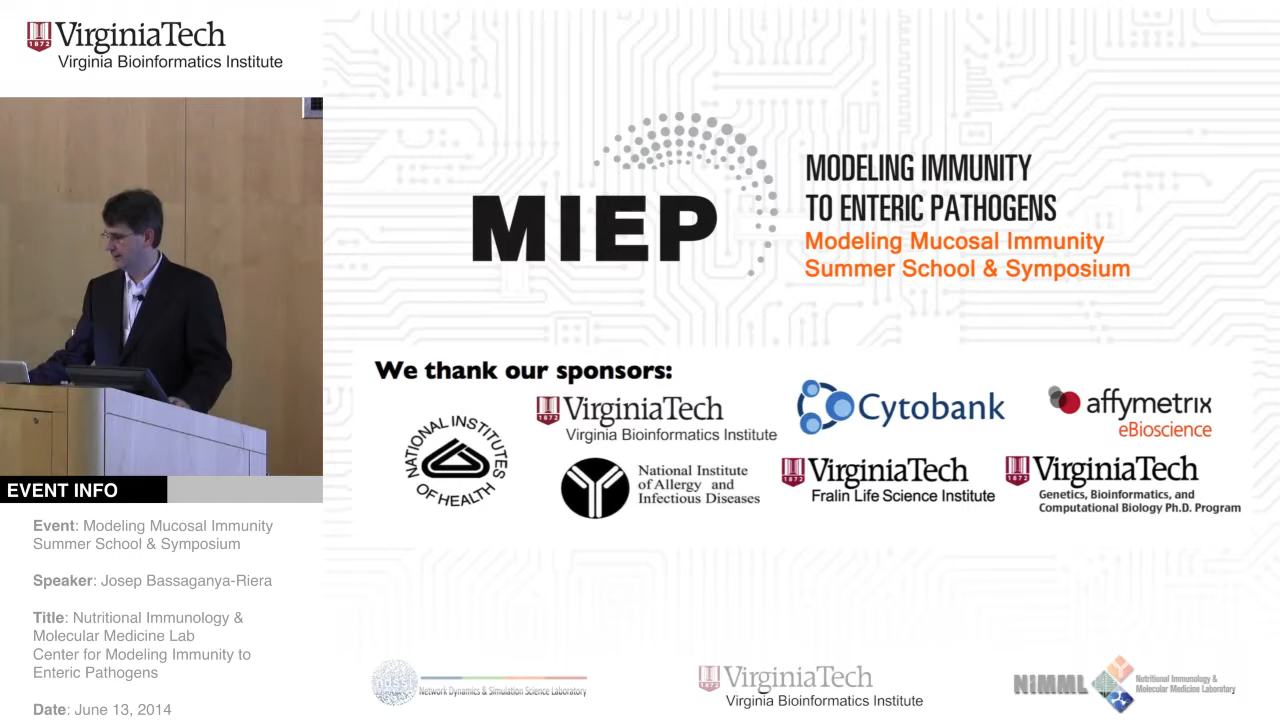 VirginiaTech
1872
Virginia Bioinformatics Institute
EVENT INFO
Event: Modeling Mucosal Immunity
Summer School & Symposium
Speaker: Josep Bassaganya-Riera
Title: Nutritional Immunology &
Molecular Medicine Lab
Center for Modeling Immunity to
Enteric Pathogens
Date: June 13, 2014
MIEP
MODELING IMMUNITY
TO ENTERIC PATHOGENS
Modeling Mucosal Immunity
Summer School & Symposium
We thank our sponsors:
NATIONAL INSTITUTES
OF HEALTH
VirginiaTech
Virginia Bioinformatics Institute
Cytobank
affymetrix
eBioscience
National Institute
of Allergy and
Infectious Diseases
VirginiaTech
Fralin Life Science Institute
VirginiaTech
Genetics, Bioinformatics, and
Computational Biology Ph.D. Program
Network Dynamics & Simulation Science Laboratory
VirginiaTech
Virginia Bioinformatics Institute
NIMML
Nutritional Immunology &
Molecular Medicine Laboratory